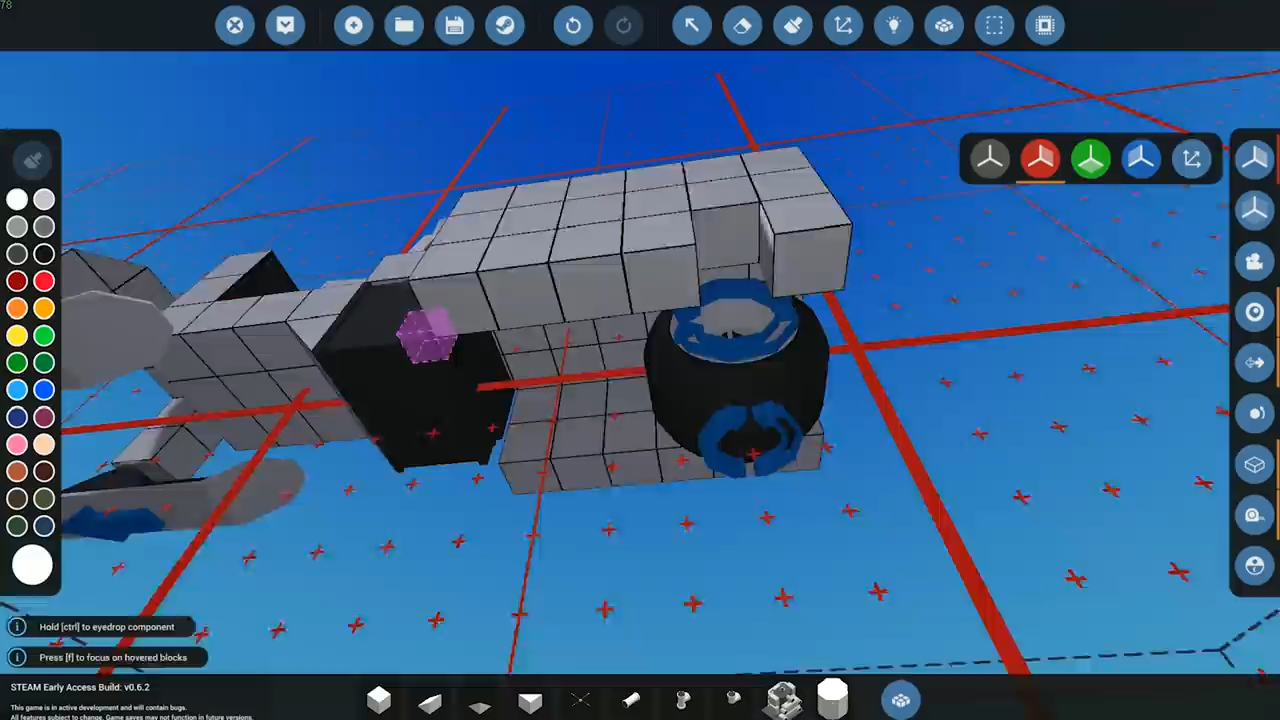 78
Hold [ctrl] to eyedrop component
Press [f] to focus on hovered blocks
STEAM Early Access Build: v0.6.2
This game is in active development and will contain bugs.
All features subject to change. Game saves may not function in future versions.